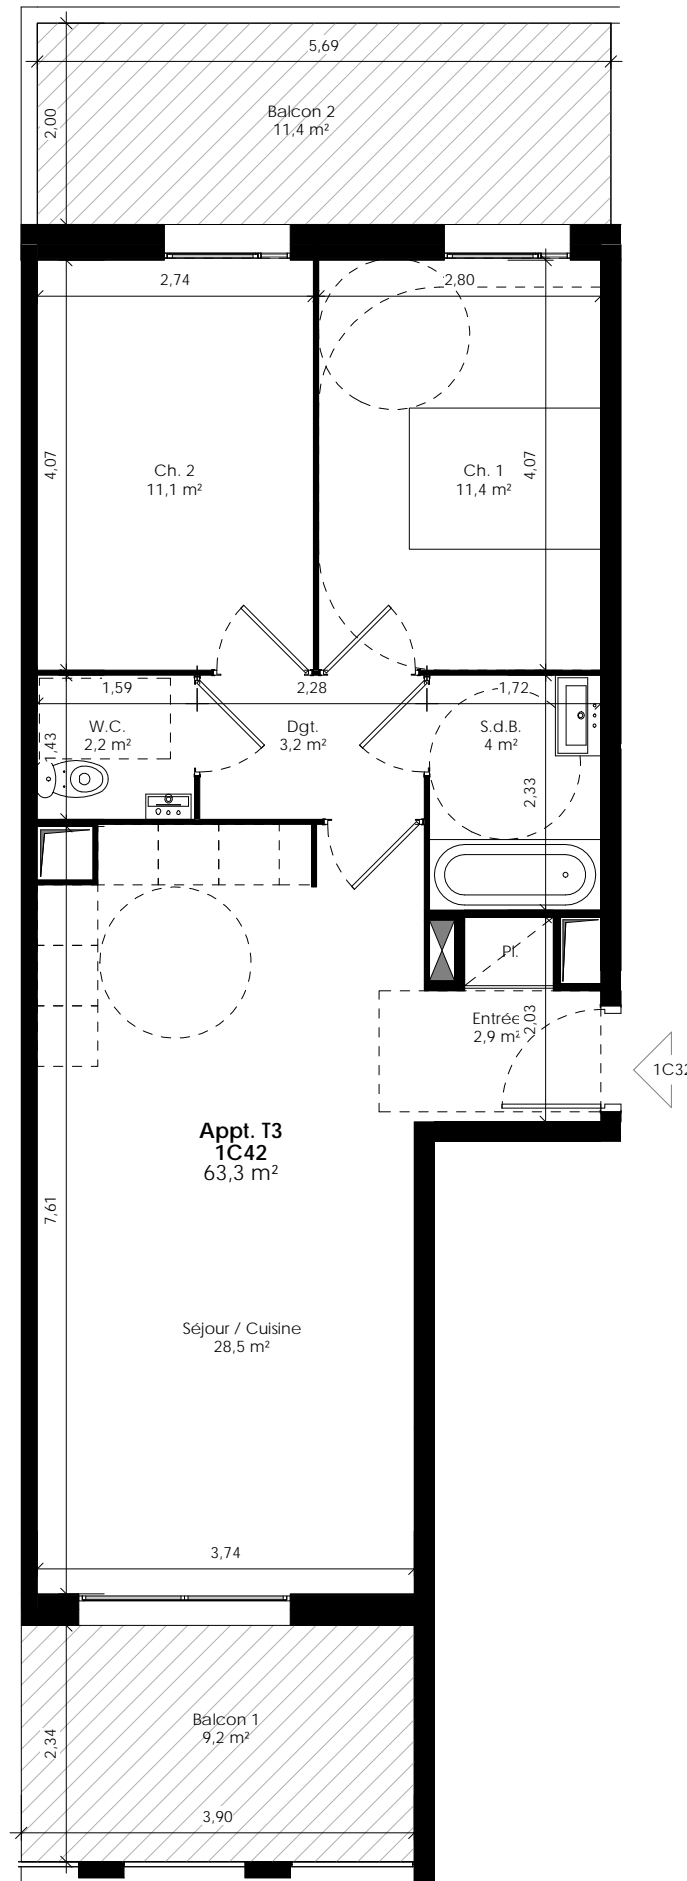 5,69
2,00
Balcon 2
11,4 m²
2,74
2,80
4,07
Ch. 2
11,1 m²
Ch. 1
11,4 m²
4,07
1,59
2,28
1,72
W.C.
2,2 m²
1,43
Dgt.
3,2 m²
S.d.B.
4 m²
2,33
Pl.
Entrée
2,9 m²
2,03
1C32
Appt. T3
1C42
63,3 m²
7,61
Séjour / Cuisine
28,5 m²
3,74
Balcon 1
9,2 m²
2,34
3,90